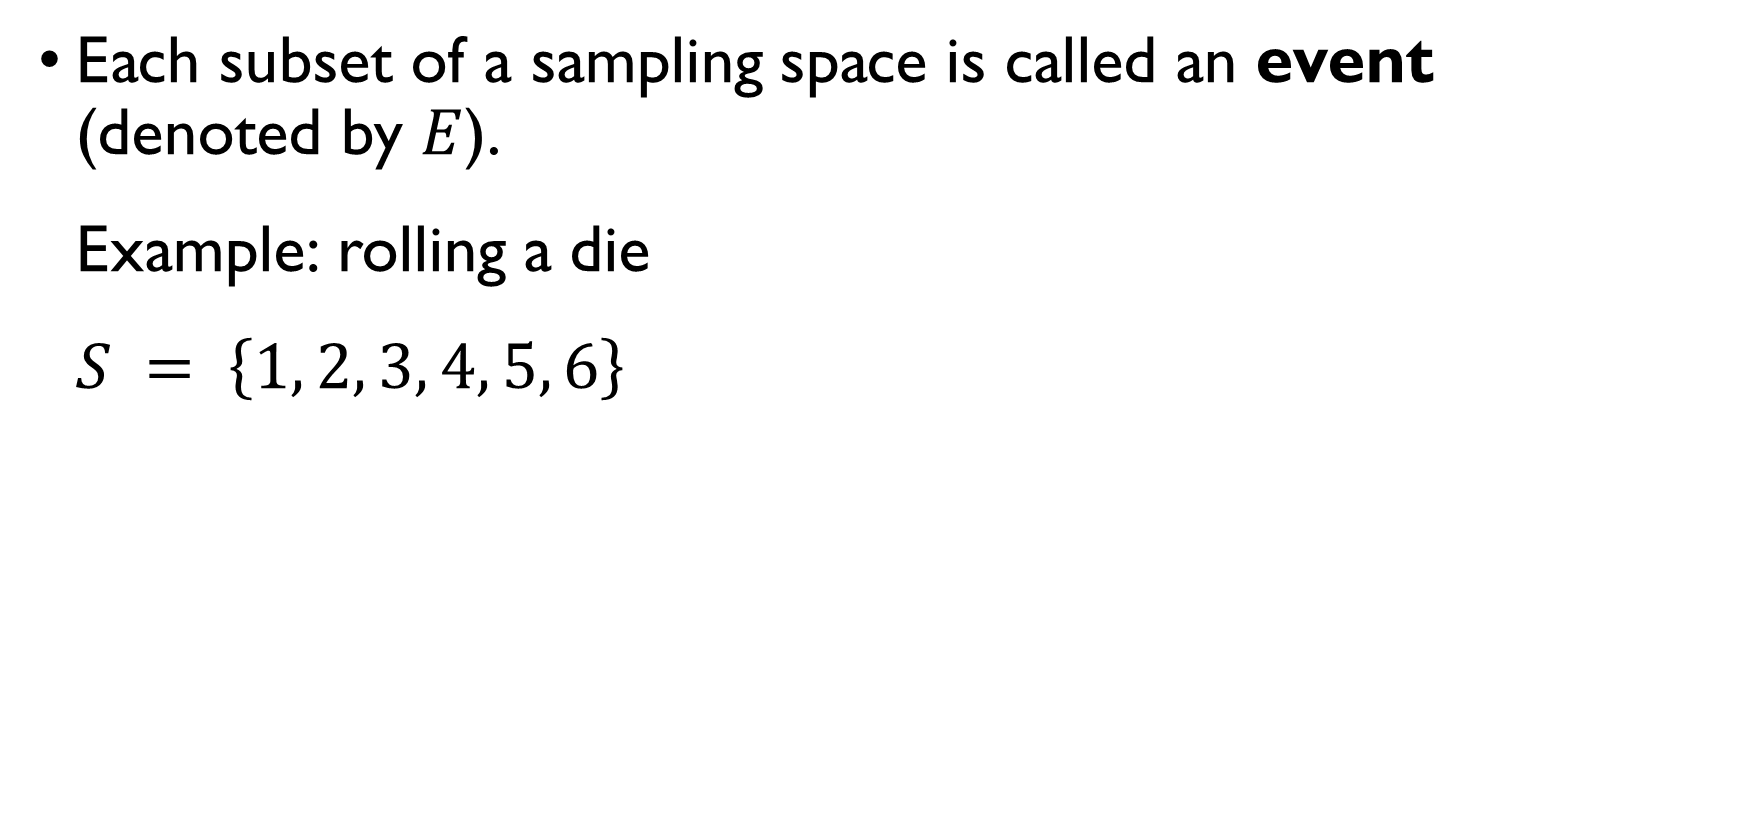 • Each subset of a sampling space is called an event
(denoted by E).
Example: rolling a die
S = {1, 2, 3, 4, 5, 6}